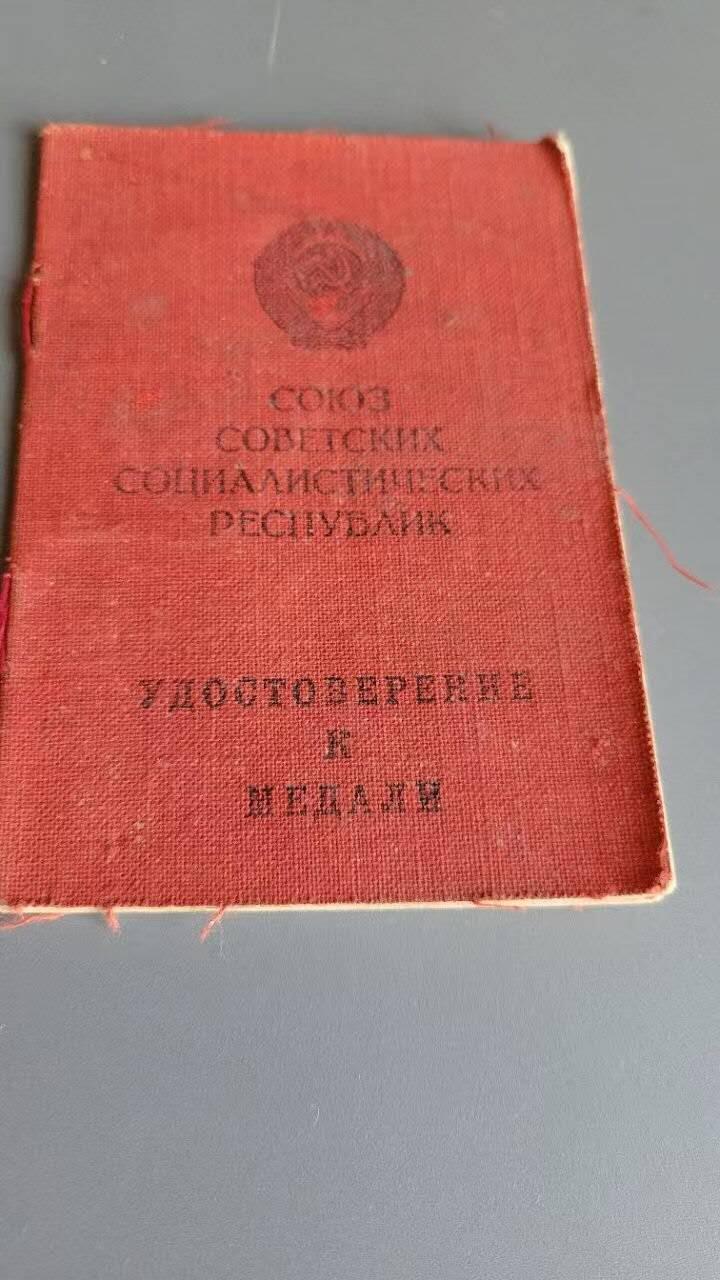 СОЮЗ
СОВЕТСКИХ
СОЦИАЛИСТИЧЕСКИХ
РЕСПУБЛИК
УДОСТОВЕРЕНИЕ
К
МЕДАЛИ